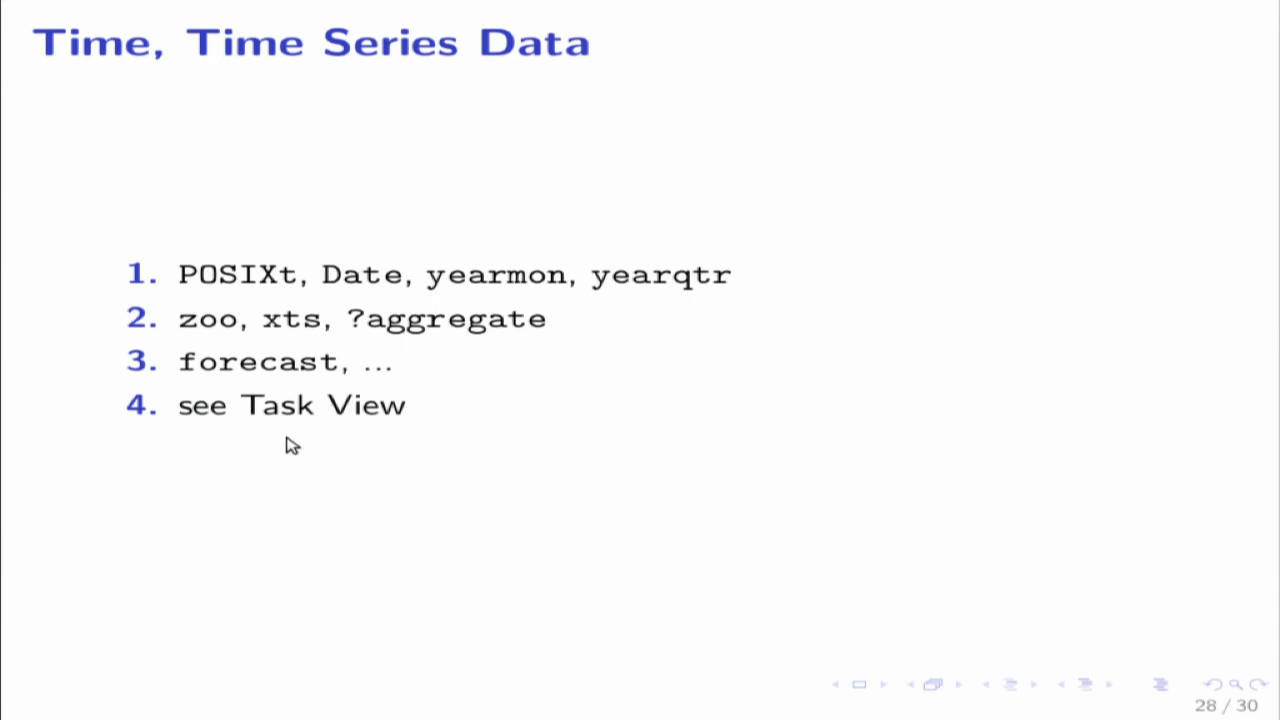 Time, Time Series Data
1. POSIXt, Date, yearmon, yearqtr
2. zoo, xts, ?aggregate
3. forecast, ...
4. see Task View
28 / 30